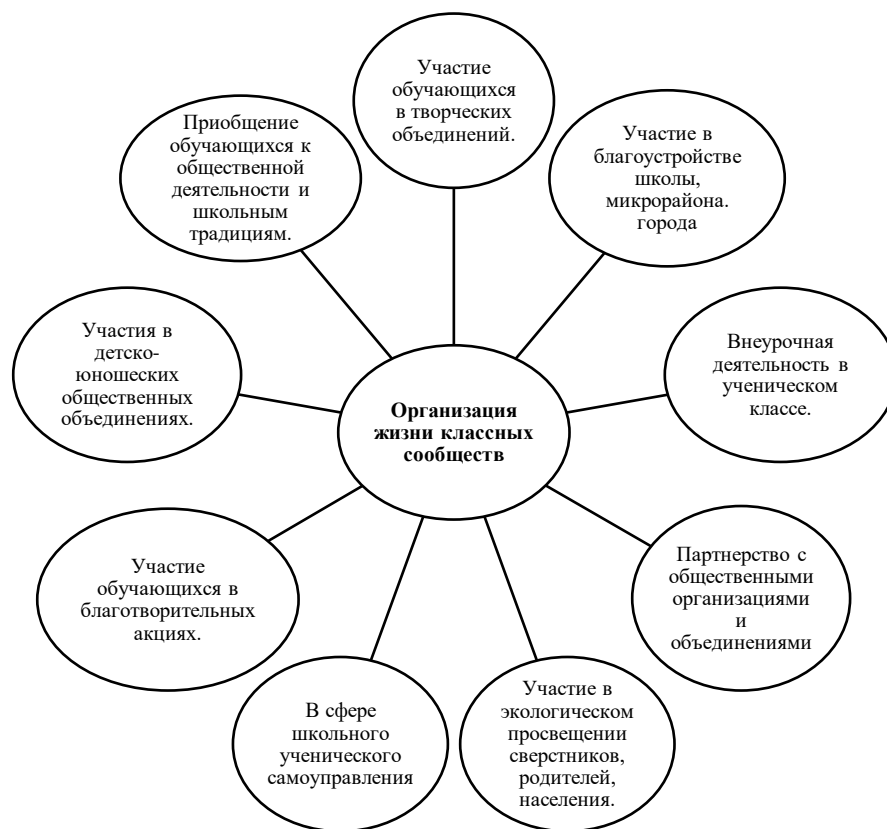 Участие
обучающихся
в творческих
объединений.
Участие в
благоустройстве
школы,
микрорайона.
города
Внеурочная
деятельность в
ученическом
классе.
Партнерство с
общественными
организациями
и
объединениями
Участие в
экологическом
просвещении
сверстников,
родителей,
населения.
В сфере
школьного
ученического
самоуправления
Участие
обучающихся в
благотворительных
акциях.
Участия в
детско-
юношеских
общественных
объединениях.
Приобщение
обучающихся к
общественной
деятельности и
школьным
традициям.
Организация
жизни классных
сообществ